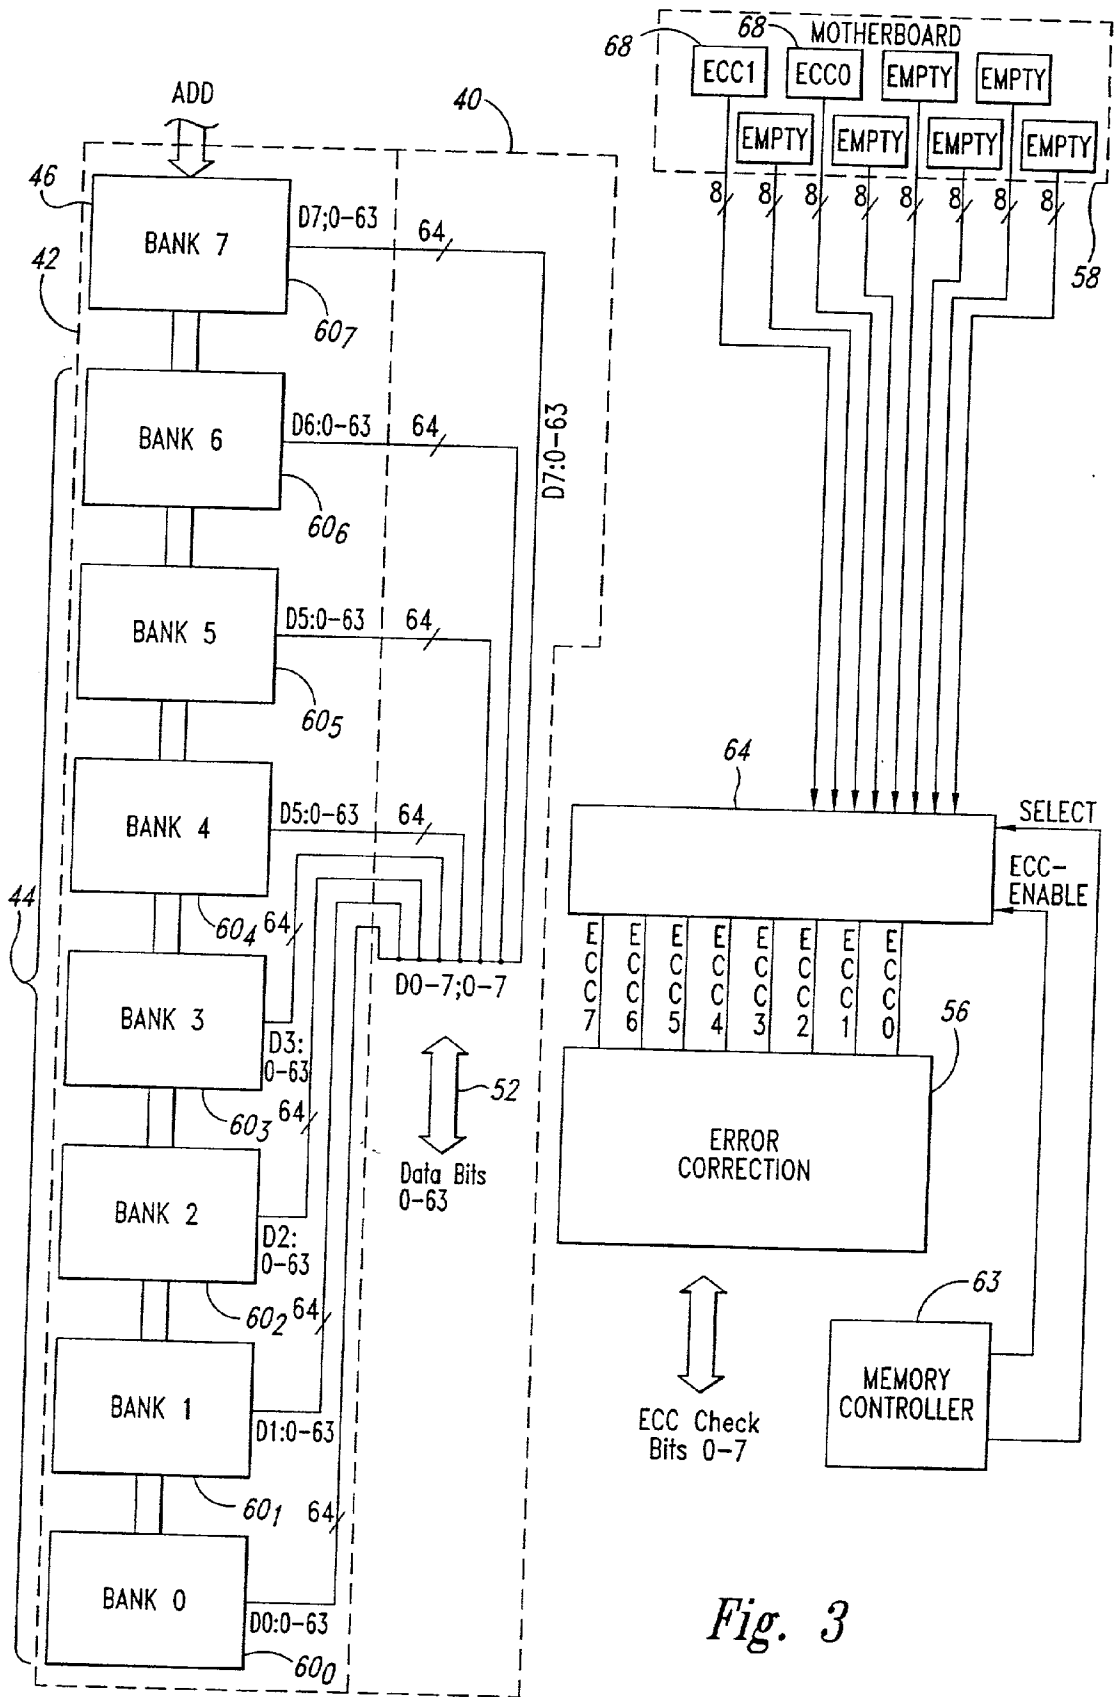 68
68
MOTHERBOARD
ECC1
ECC0
EMPTY
EMPTY
EMPTY
EMPTY
EMPTY
EMPTY
8
8
8
8
8
8
8
8
58
ADD
40
46
42
BANK 7
D7;0-63
64
607
BANK 6
D6:0-63
64
606
D7:0-63
BANK 5
D5:0-63
64
605
BANK 4
D5:0-63
64
604
44
64
BANK 3
D3:
0-63
603
D0-7;0-7
52
Data Bits
0-63
64
BANK 2
D2:
0-63
602
64
BANK 1
D1:0-63
601
64
BANK 0
D0:0-63
600
64
SELECT
ECC-
ENABLE
ECC7
ECC6
ECC5
ECC4
ECC3
ECC2
ECC1
ECC0
56
ERROR
CORRECTION
ECC Check
Bits 0-7
63
MEMORY
CONTROLLER
Fig. 3